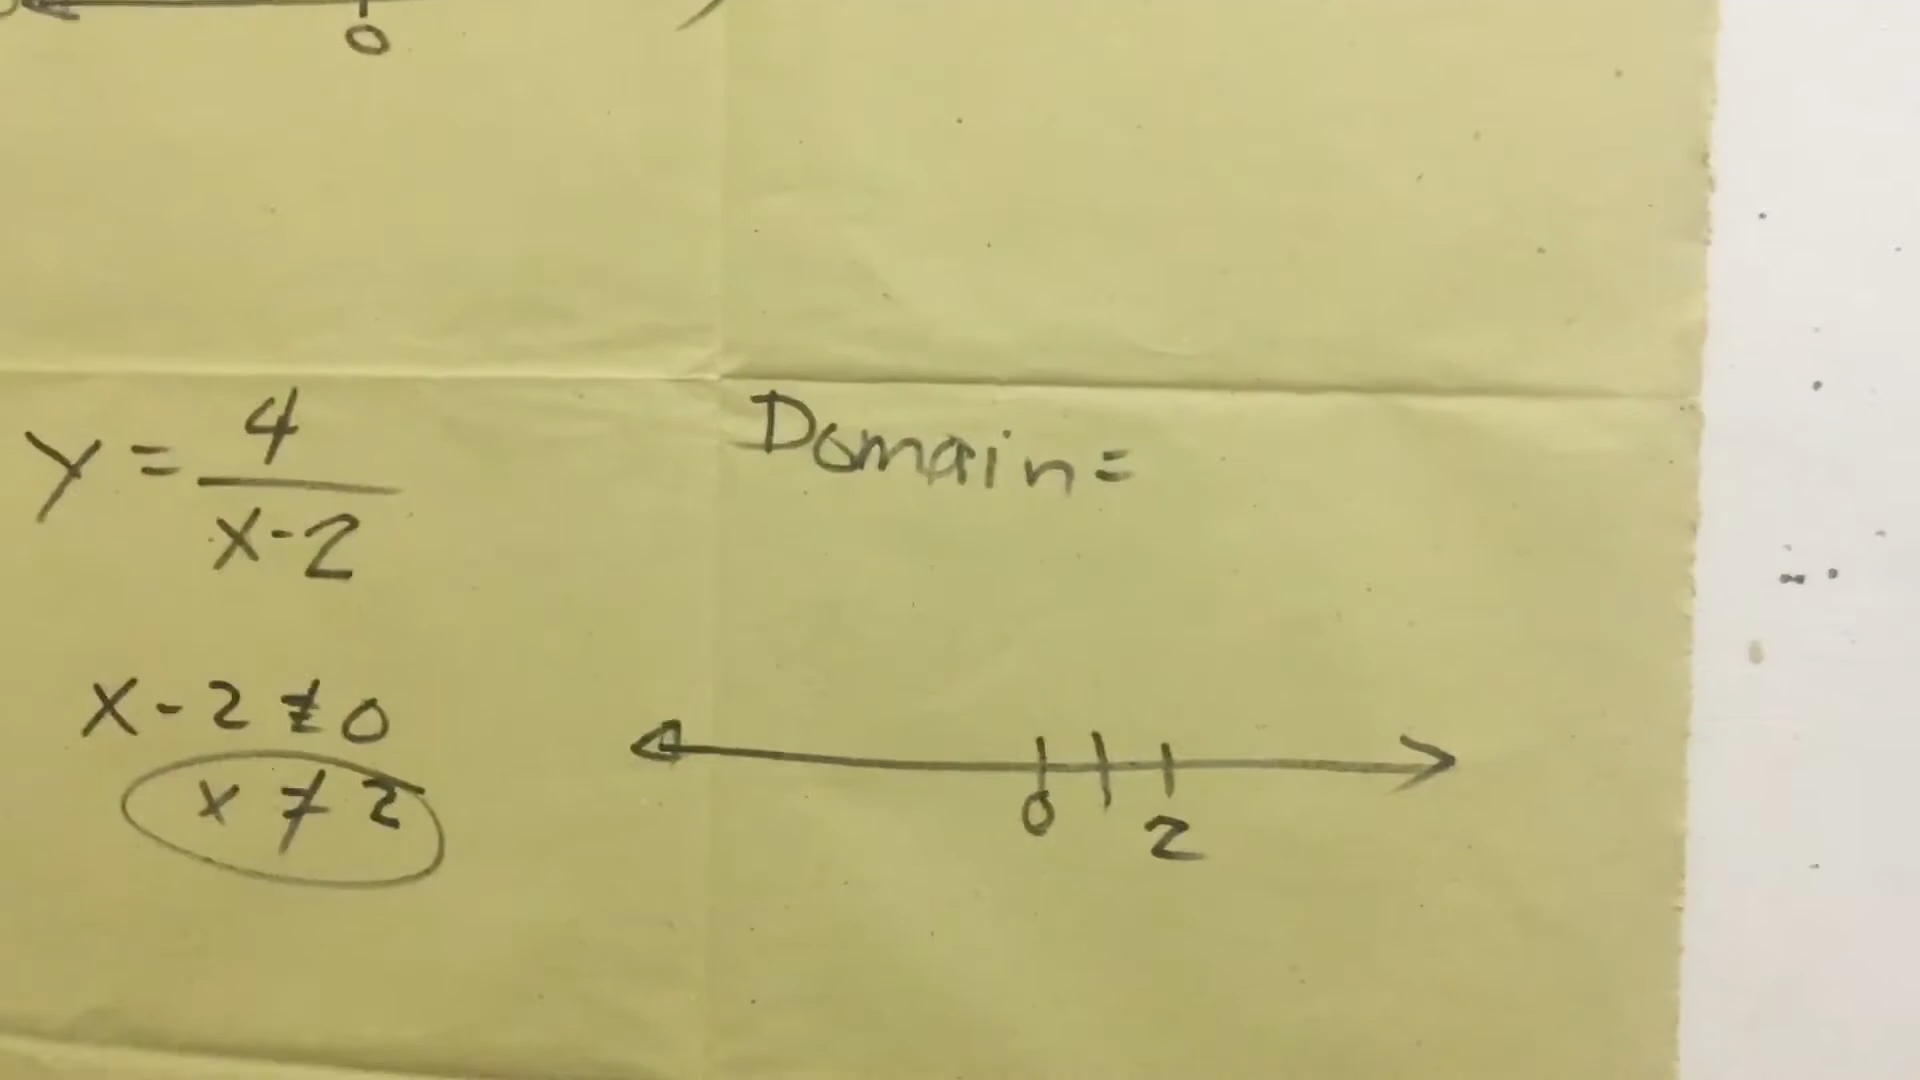 0
y = 4/(x-2)
Domain=
x - 2 ≠ 0
x ≠ 2
0 2